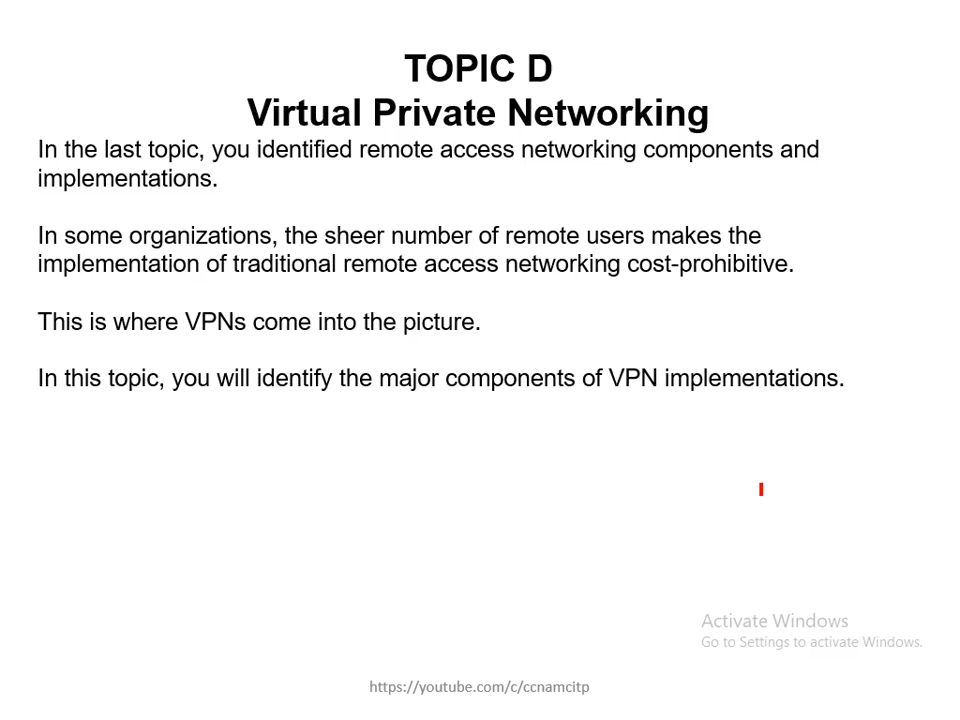 TOPIC D
Virtual Private Networking
In the last topic, you identified remote access networking components and
implementations.
In some organizations, the sheer number of remote users makes the
implementation of traditional remote access networking cost-prohibitive.
This is where VPNs come into the picture.
In this topic, you will identify the major components of VPN implementations.
Activate Windows
Go to Settings to activate Windows.
https://youtube.com/c/ccnamcitp